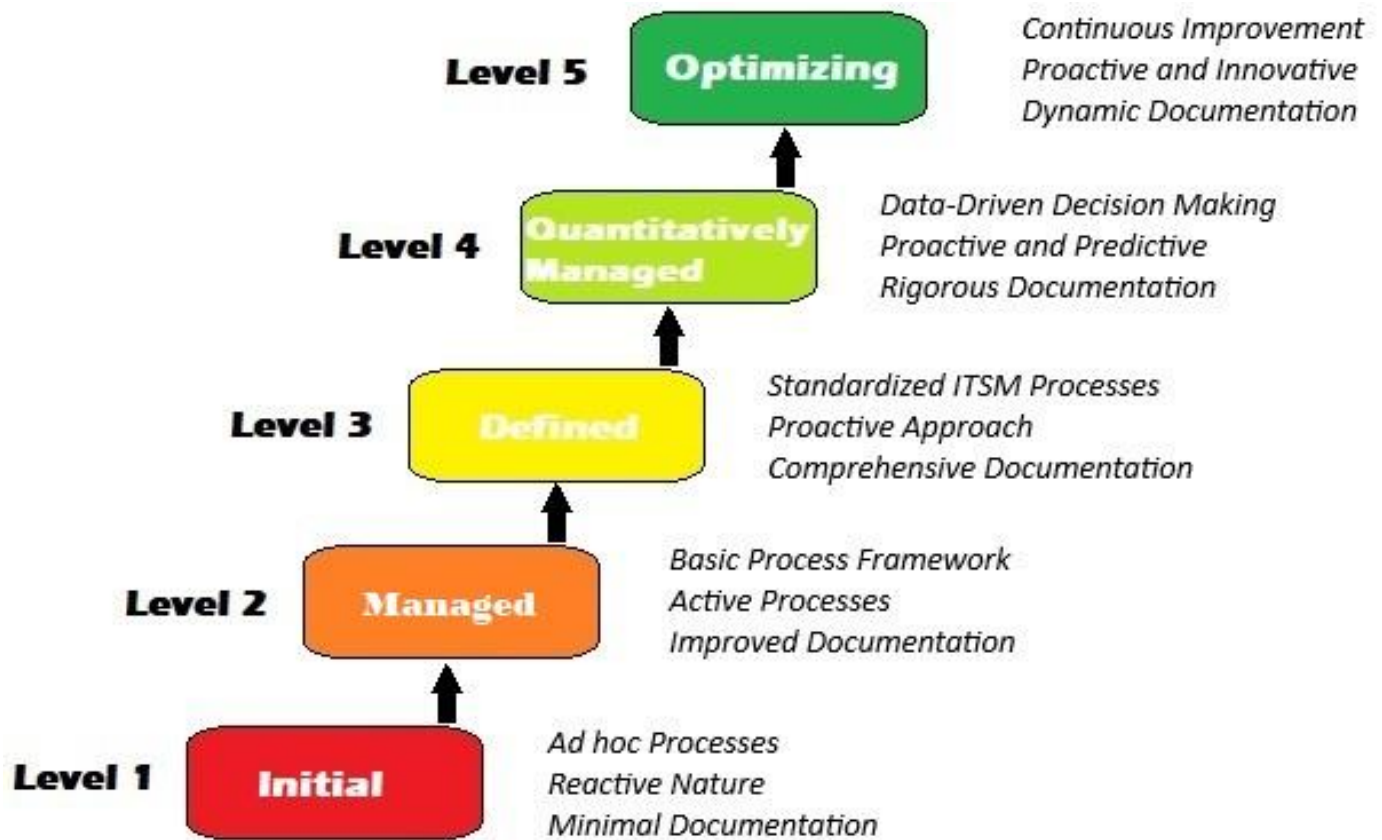 Level 5
Optimizing
Continuous Improvement
Proactive and Innovative
Dynamic Documentation
Level 4
Quantitatively
Managed
Data-Driven Decision Making
Proactive and Predictive
Rigorous Documentation
Level 3
Defined
Standardized ITSM Processes
Proactive Approach
Comprehensive Documentation
Level 2
Managed
Basic Process Framework
Active Processes
Improved Documentation
Level 1
Initial
Ad hoc Processes
Reactive Nature
Minimal Documentation